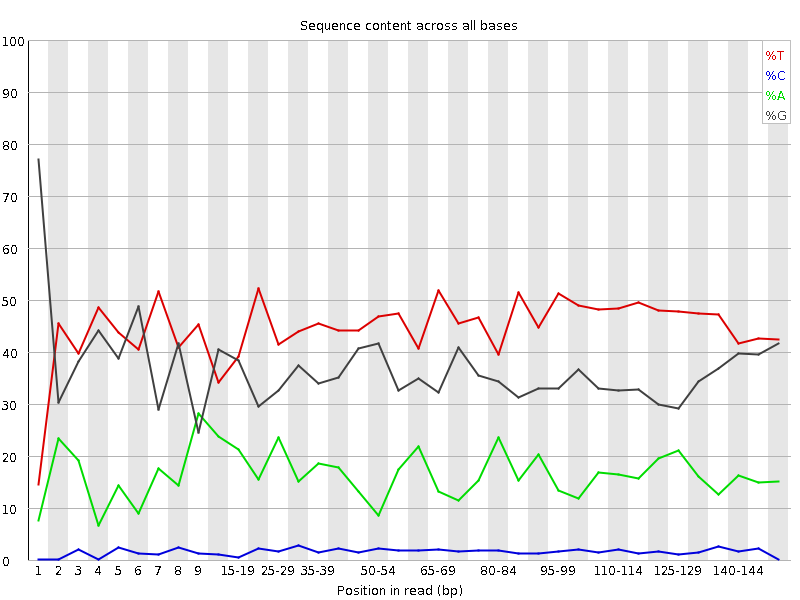 Sequence content across all bases
100
90
80
70
60
50
40
30
20
10
0
%T
%C
%A
%G
1 2 3 4 5 6 7 8 9 15-19 25-29 35-39 50-54 65-69 80-84 95-99 110-114 125-129 140-144
Position in read (bp)